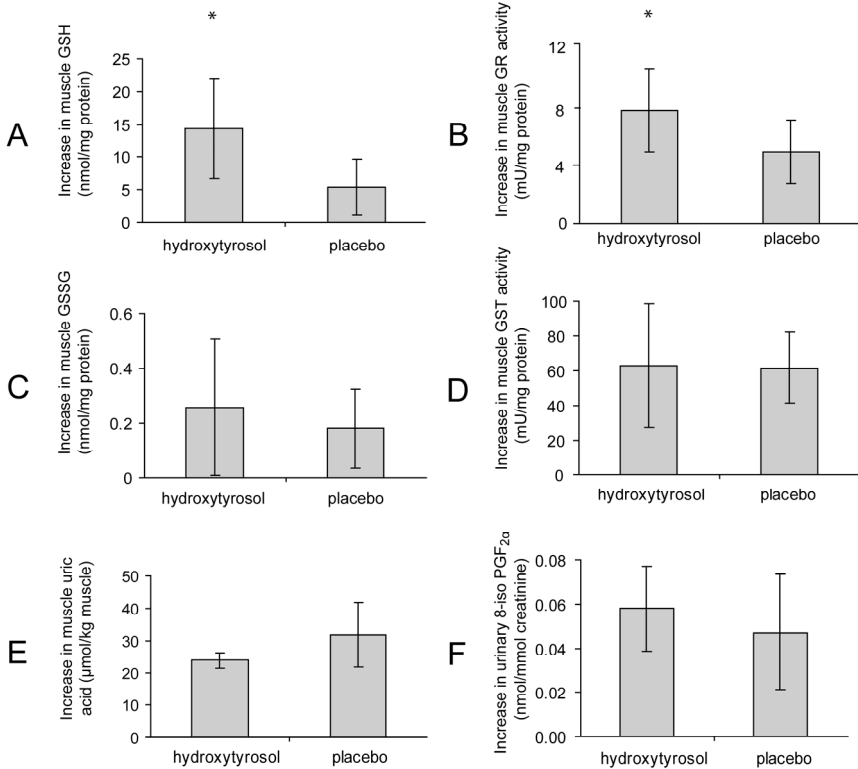 A
*
Increase in muscle GSH
(nmol/mg protein)
25
20
15
10
5
0
hydroxytyrosol placebo
B
*
Increase in muscle GR activity
(mU/mg protein)
12
8
4
0
hydroxytyrosol placebo
C
Increase in muscle GSSG
(nmol/mg protein)
0.6
0.4
0.2
0
hydroxytyrosol placebo
D
Increase in muscle GST activity
(mU/mg protein)
100
80
60
40
20
0
hydroxytyrosol placebo
E
Increase in muscle uric
acid (μmol/kg muscle)
50
40
30
20
10
0
hydroxytyrosol placebo
F
Increase in urinary 8-iso PGF2α
(nmol/mmol creatinine)
0.08
0.06
0.04
0.02
0.00
hydroxytyrosol placebo